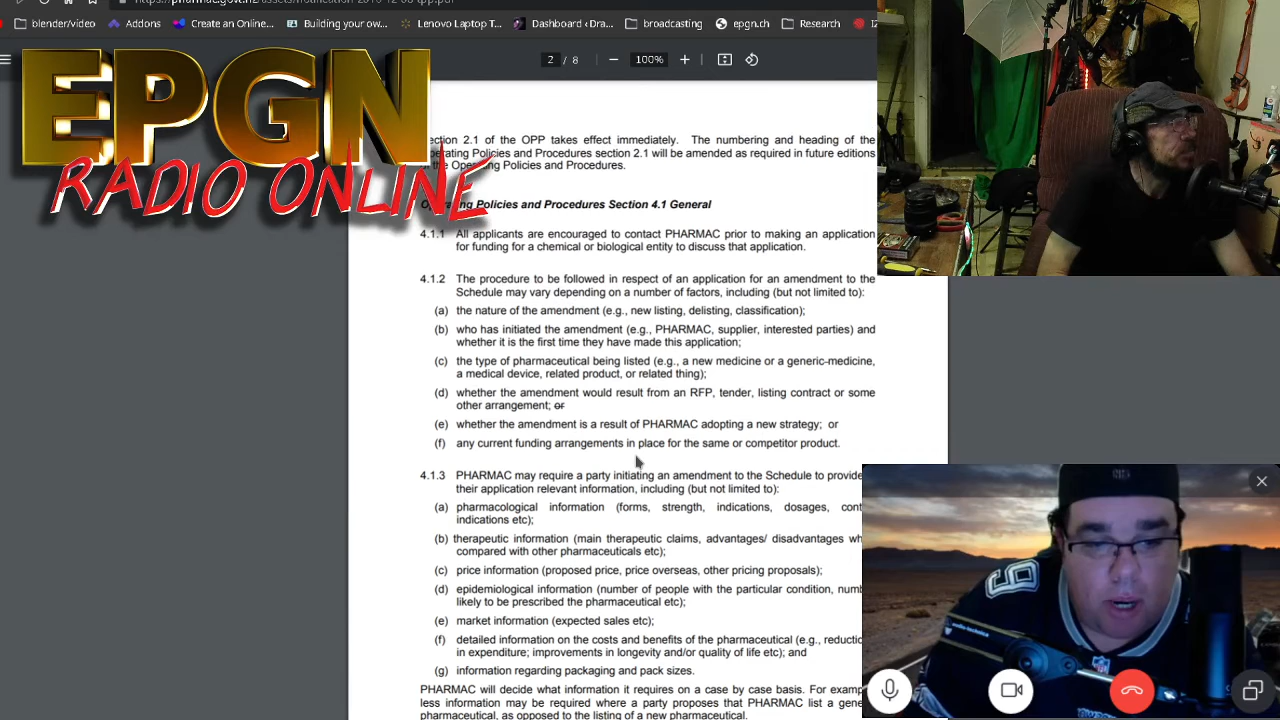 blender/video Addons Create an Online... Building your ow... Lenovo Laptop T... Dashboard ‹ Dra... broadcasting epgn.ch Research
2 / 8 100%
EPGN
RADIO ONLINE
section 2.1 of the OPP takes effect immediately. The numbering and heading of the
Operating Policies and Procedures section 2.1 will be amended as required in future editions
of the Operating Policies and Procedures.
Operating Policies and Procedures Section 4.1 General
4.1.1 All applicants are encouraged to contact PHARMAC prior to making an application
for funding for a chemical or biological entity to discuss that application.
4.1.2 The procedure to be followed in respect of an application for an amendment to the
Schedule may vary depending on a number of factors, including (but not limited to):
(a) the nature of the amendment (e.g., new listing, delisting, classification);
(b) who has initiated the amendment (e.g., PHARMAC, supplier, interested parties) and
whether it is the first time they have made this application;
(c) the type of pharmaceutical being listed (e.g., a new medicine or a generic-medicine,
a medical device, related product, or related thing);
(d) whether the amendment would result from an RFP, tender, listing contract or some
other arrangement; or
(e) whether the amendment is a result of PHARMAC adopting a new strategy; or
(f) any current funding arrangements in place for the same or competitor product.
4.1.3 PHARMAC may require a party initiating an amendment to the Schedule to provide
their application relevant information, including (but not limited to):
(a) pharmacological information (forms, strength, indications, dosages, cont
indications etc);
(b) therapeutic information (main therapeutic claims, advantages/ disadvantages wh
compared with other pharmaceuticals etc);
(c) price information (proposed price, price overseas, other pricing proposals);
(d) epidemiological information (number of people with the particular condition, numb
likely to be prescribed the pharmaceutical etc);
(e) market information (expected sales etc);
(f) detailed information on the costs and benefits of the pharmaceutical (e.g., reductio
in expenditure; improvements in longevity and/or quality of life etc); and
(g) information regarding packaging and pack sizes.
PHARMAC will decide what information it requires on a case by case basis. For examp
less information may be required where a party proposes that PHARMAC list a gene
pharmaceutical, as opposed to the listing of a new pharmaceutical.